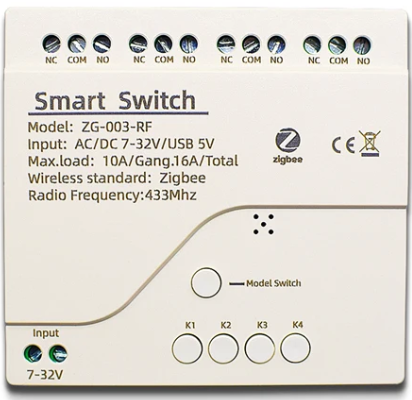 NC COM NO NC COM NO NC COM NO NC COM NO
Smart Switch
Model: ZG-003-RF
Input: AC/DC 7-32V/USB 5V
Max.load: 10A/Gang.16A/Total
Wireless standard: Zigbee
Radio Frequency:433Mhz
zigbee
CE
Model Switch
K1 K2 K3 K4
Input
7-32V